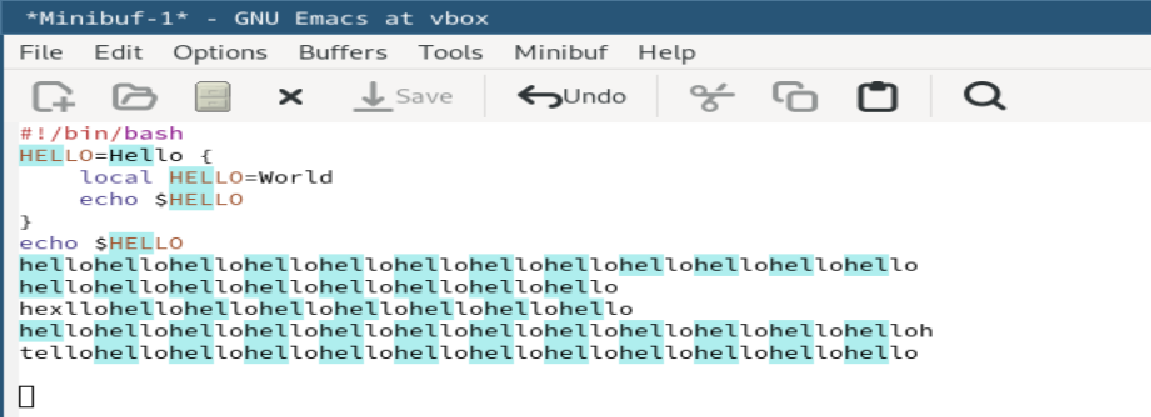 *Minibuf-1* - GNU Emacs at vbox
File Edit Options Buffers Tools Minibuf Help
Save Undo
#!/bin/bash
HELLO=Hello {
    local HELLO=World
    echo $HELLO
}
echo $HELLO
hellohellohellohellohellohellohellohellohellohellohellohello
hellohellohellohellohellohellohellohello
hexllohellohellohellohellohellohellohello
hellohellohellohellohellohellohellohellohellohellohellohelloh
tellohellohellohellohellohellohellohellohellohellohellohello